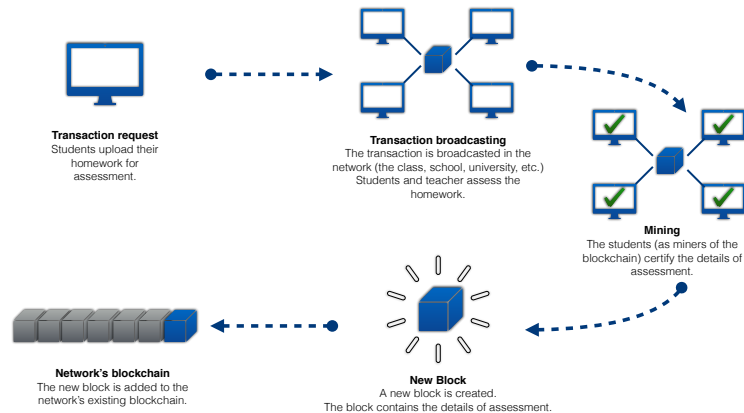 Transaction request
Students upload their
homework for
assessment.
Transaction broadcasting
The transaction is broadcasted in the
network (the class, school, university, etc.)
Students and teacher assess the
homework.
Mining
The students (as miners of the
blockchain) certify the details of
assessment.
New Block
A new block is created.
The block contains the details of assessment.
Network's blockchain
The new block is added to the
network's existing blockchain.